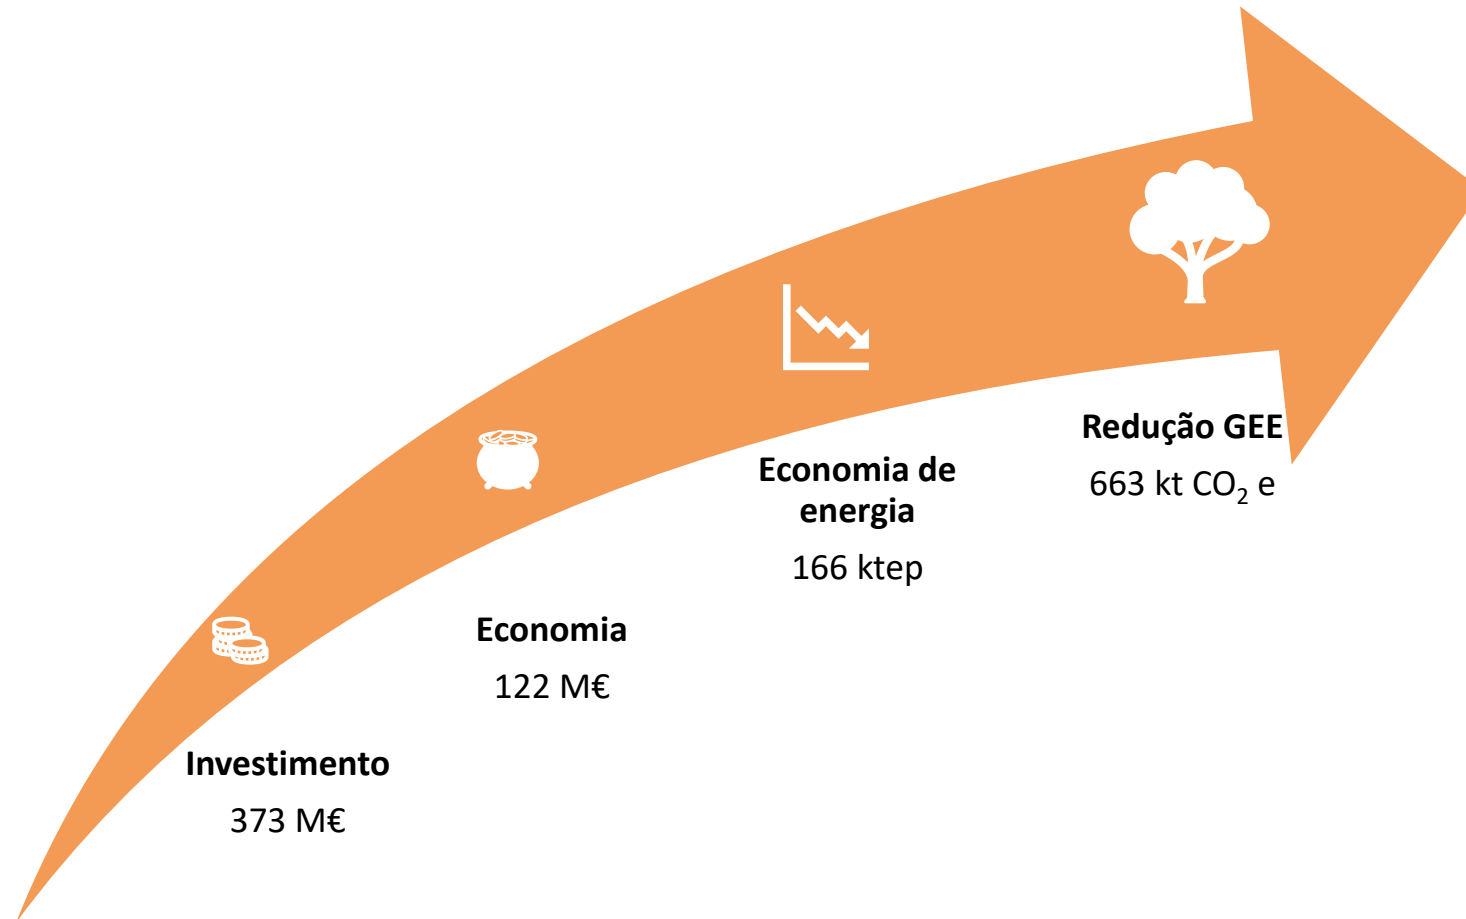 Investimento
373 M€
Economia
122 M€
Economia de
energia
166 ktep
Redução GEE
663 kt CO₂ e